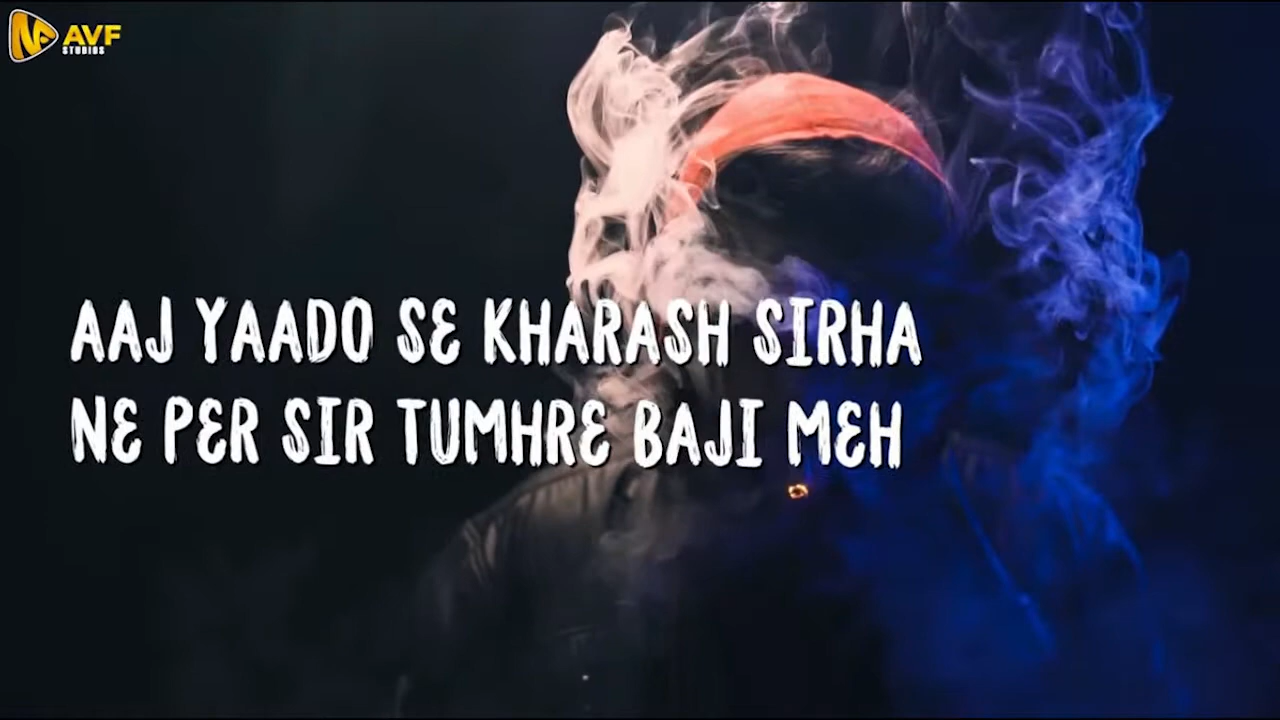 AVF
STUDIOS
AAJ YAADO SE KHARASH SIRHA
NE PER SIR TUMHRE BAJI MEH